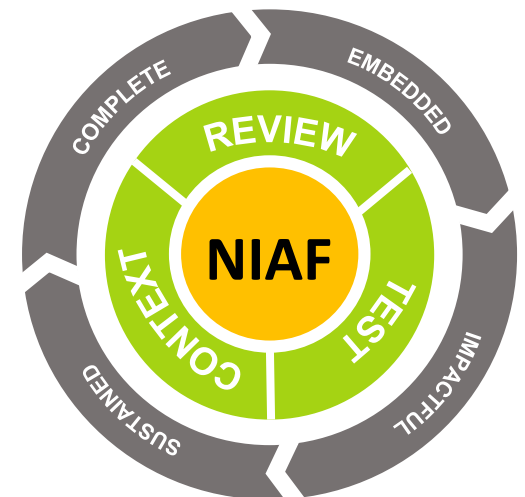 COMPLETE
EMBEDDED
IMPACTFUL
SUSTAINED
REVIEW
TEST
CONTEXT
NIAF